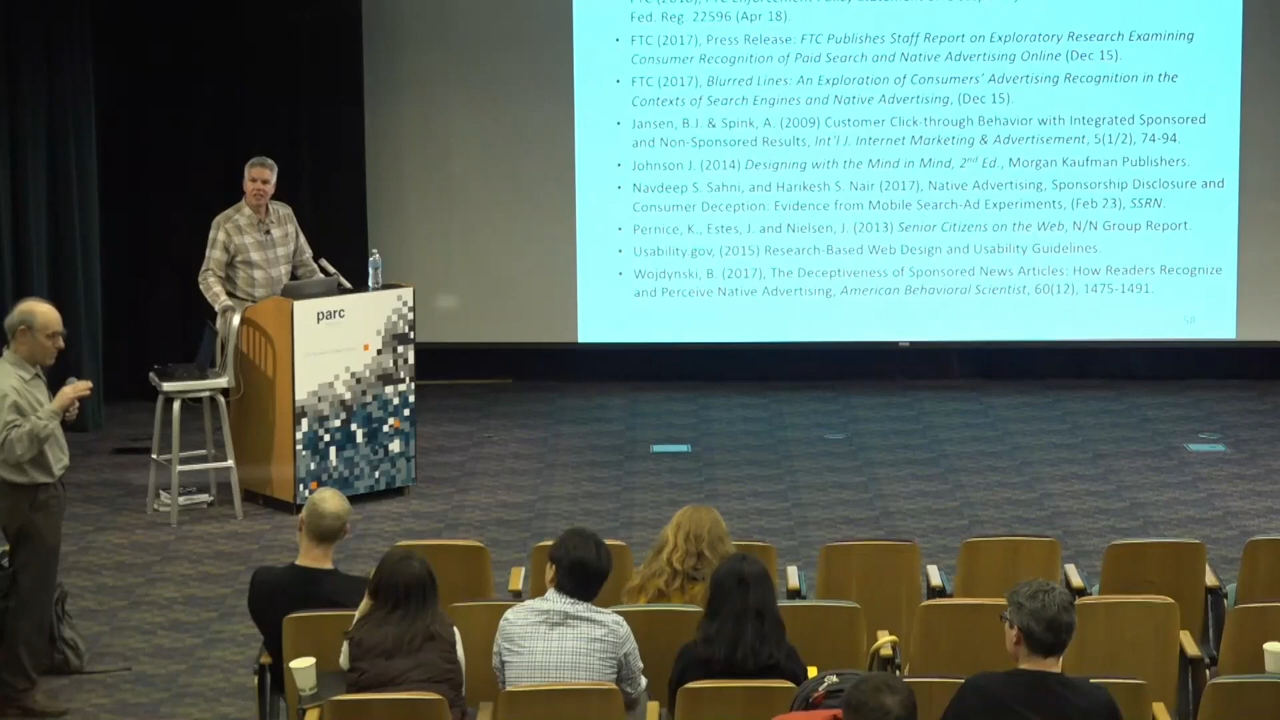 Fed. Reg. 22596 (Apr 18).
• FTC (2017), Press Release: FTC Publishes Staff Report on Exploratory Research Examining
Consumer Recognition of Paid Search and Native Advertising Online (Dec 15).
• FTC (2017), Blurred Lines: An Exploration of Consumers' Advertising Recognition in the
Contexts of Search Engines and Native Advertising, (Dec 15).
• Jansen, B.J. & Spink, A. (2009) Customer Click-through Behavior with Integrated Sponsored
and Non-Sponsored Results, Int'l J. Internet Marketing & Advertisement, 5(1/2), 74-94.
• Johnson J. (2014) Designing with the Mind in Mind, 2nd Ed., Morgan Kaufman Publishers.
• Navdeep S. Sahni, and Harikesh S. Nair (2017), Native Advertising, Sponsorship Disclosure and
Consumer Deception: Evidence from Mobile Search-Ad Experiments, (Feb 23), SSRN.
• Pernice, K., Estes, J. and Nielsen, J. (2013) Senior Citizens on the Web, N/N Group Report.
• Usability.gov, (2015) Research-Based Web Design and Usability Guidelines.
• Wojdynski, B. (2017), The Deceptiveness of Sponsored News Articles: How Readers Recognize
and Perceive Native Advertising, American Behavioral Scientist, 60(12), 1475-1491.
58
parc